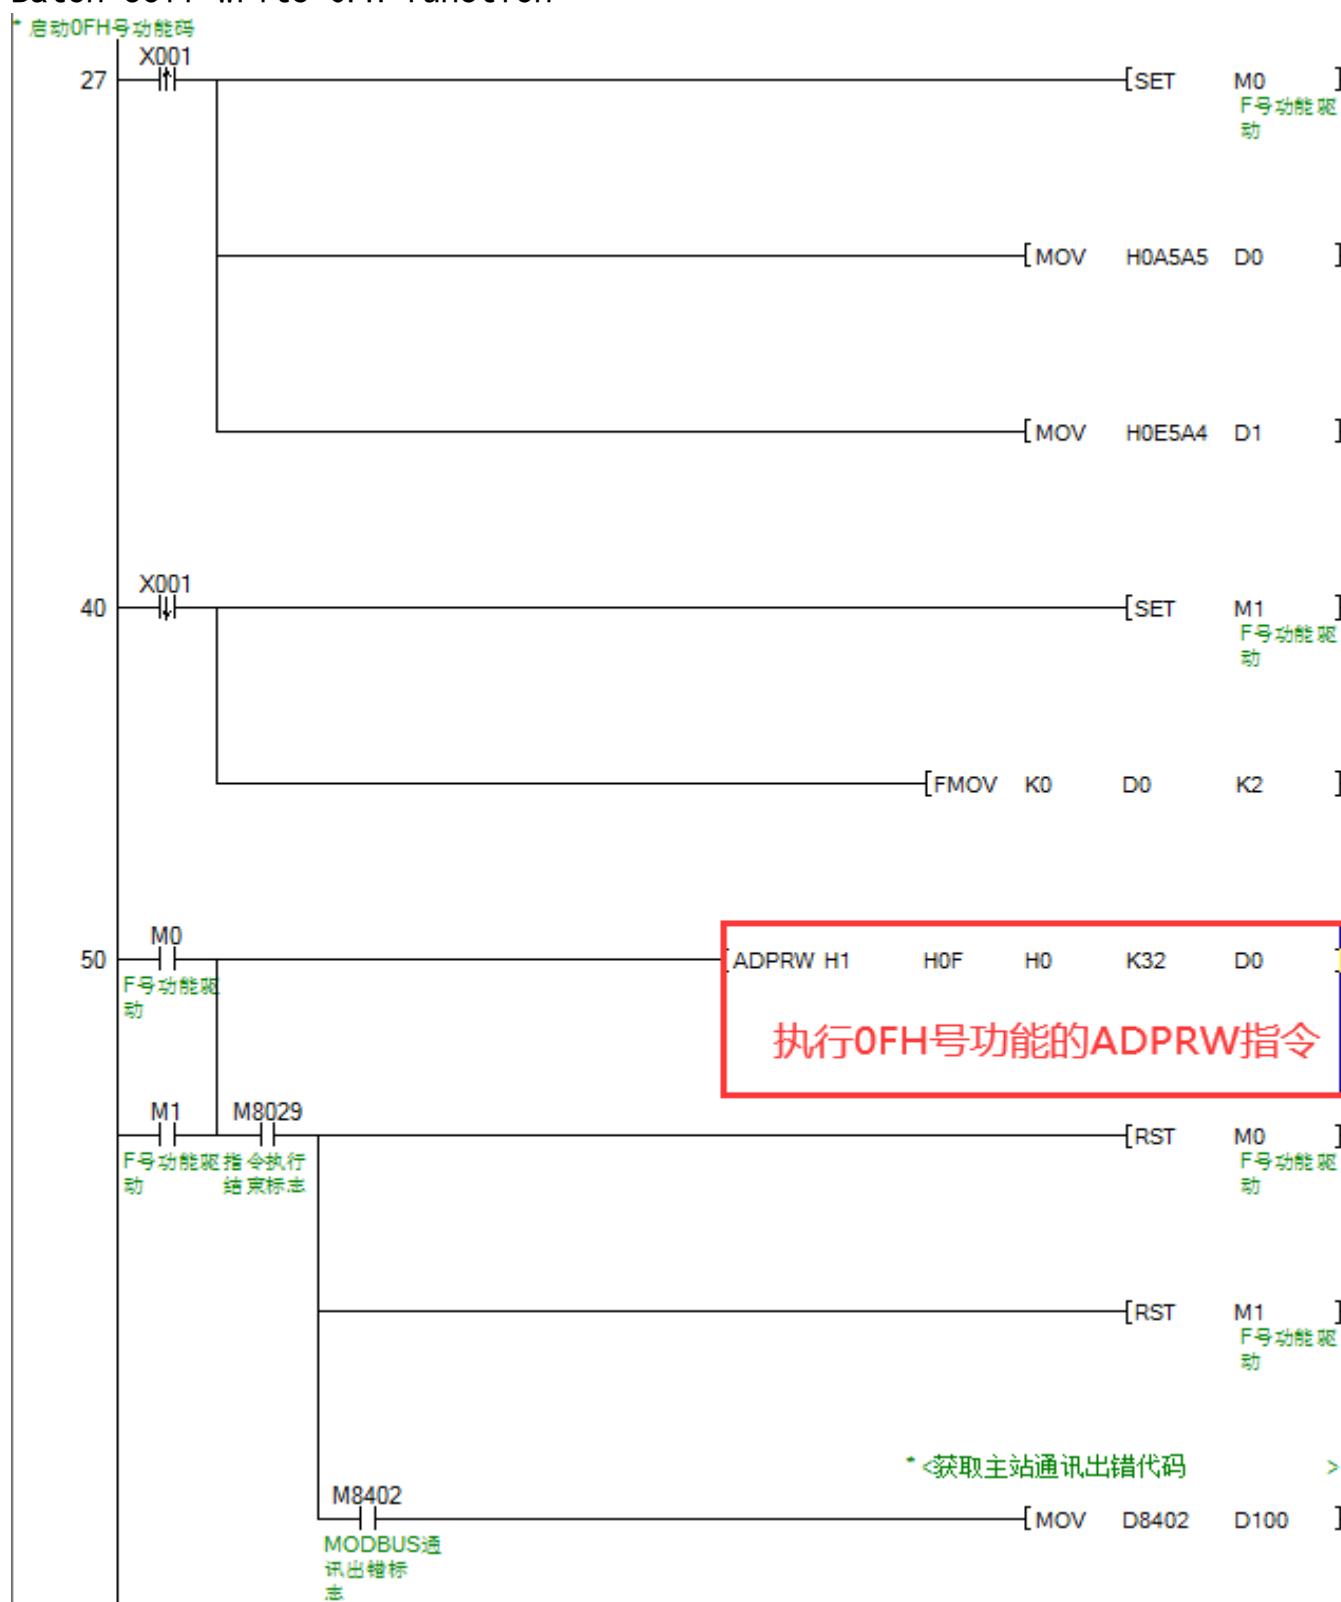 * 启动0FH号功能码
X001
27 [SET M0 ]
F号功能驱
动
[MOV H0A5A5 D0 ]
[MOV H0E5A4 D1 ]
X001
40 [SET M1 ]
F号功能驱
动
[FMOV K0 D0 K2 ]
M0
50 [ADPRW H1 H0F H0 K32 D0 ]
F号功能驱
动
执行0FH号功能的ADPRW指令
M1 M8029
[RST M0 ]
F号功能驱 指令执行 F号功能驱
动 结束标志 动
[RST M1 ]
F号功能驱
动
* <获取主站通讯出错代码 >
M8402
[MOV D8402 D100 ]
MODBUS通
讯出错标
志